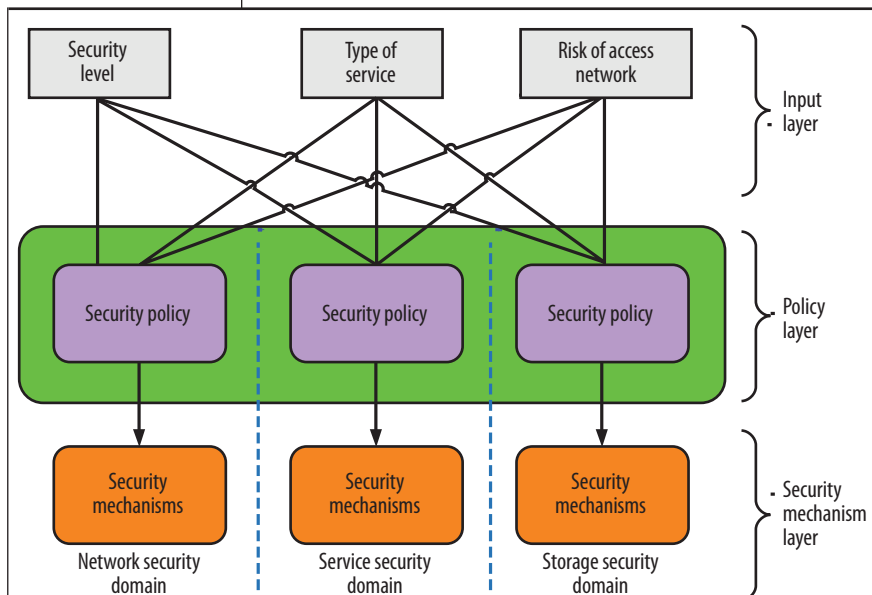 Security
level
Type of
service
Risk of access
network
Input
layer
Security policy
Security policy
Security policy
Policy
layer
Security
mechanisms
Security
mechanisms
Security
mechanisms
Security
mechanism
layer
Network security
domain
Service security
domain
Storage security
domain